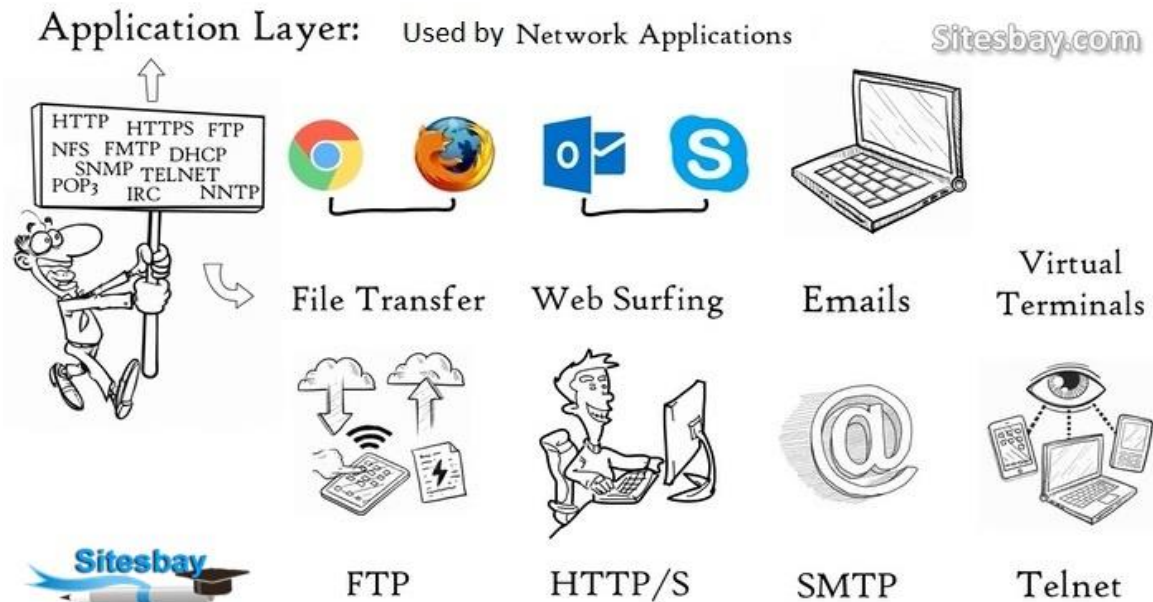 Application Layer: Used by Network Applications
Sitesbay.com
HTTP HTTPS FTP
NFS FMTP DHCP
SNMP TELNET
POP3 IRC NNTP
O
S
File Transfer Web Surfing Emails Virtual Terminals
@
FTP HTTP/S SMTP Telnet
Sitesbay